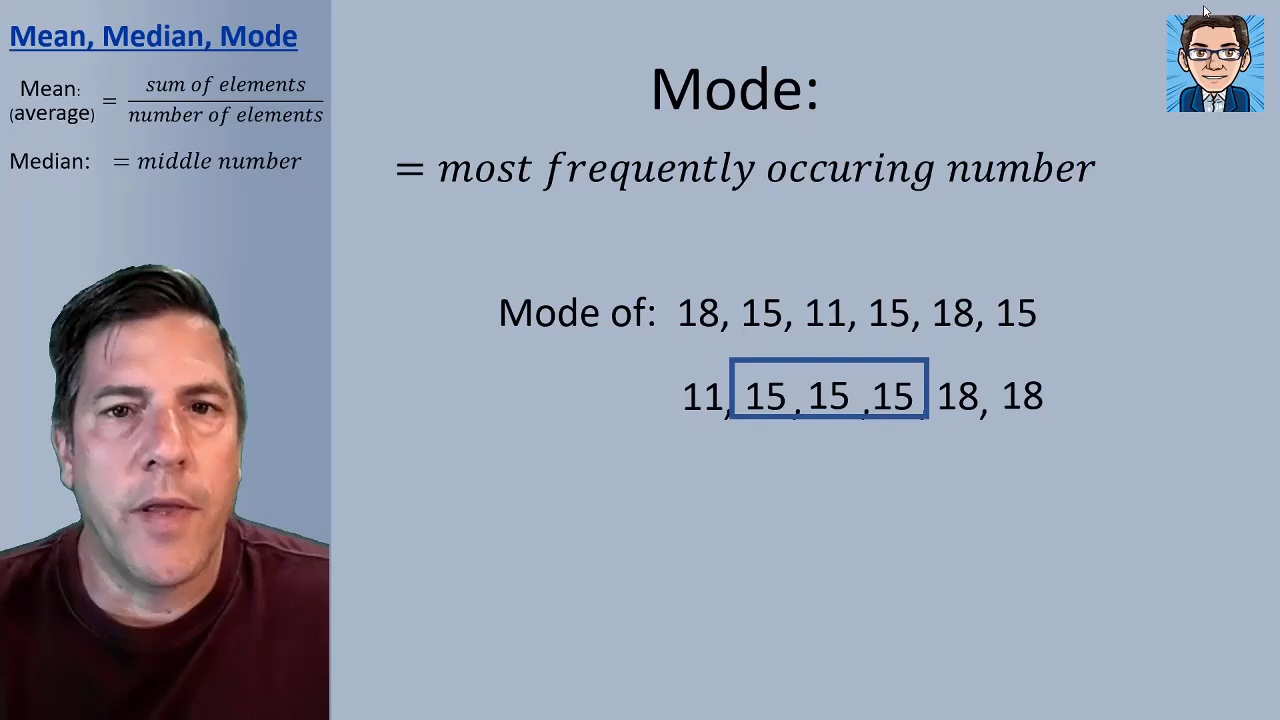 Mean, Median, Mode
Mean: = sum of elements
(average) number of elements
Median: = middle number
Mode:
= most frequently occuring number
Mode of: 18, 15, 11, 15, 18, 15
11, 15, 15, 15, 18, 18